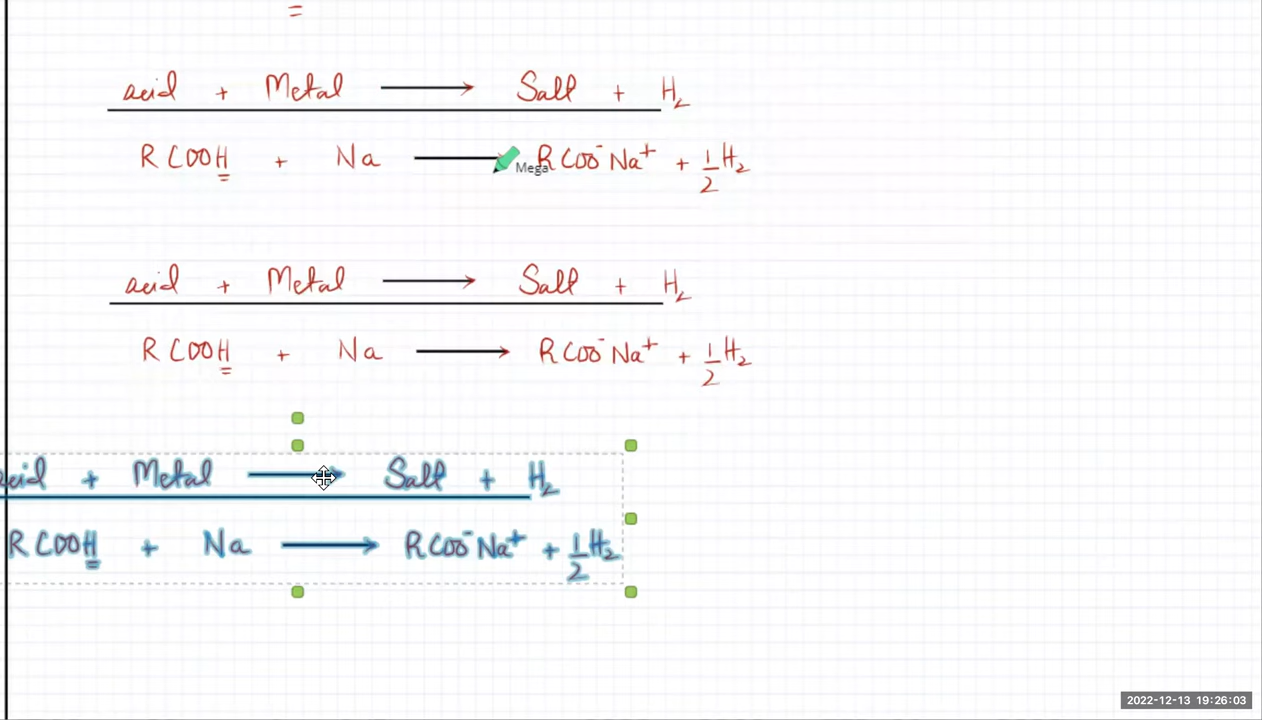 =
acid + Metal ⟶ Salt + H₂
RCOOH + Na ⟶ RCOO⁻Na⁺ + 1/2 H₂
Mega
acid + Metal ⟶ Salt + H₂
RCOOH + Na ⟶ RCOO⁻Na⁺ + 1/2 H₂
acid + Metal ⟶ Salt + H₂
RCOOH + Na ⟶ RCOO⁻Na⁺ + 1/2 H₂
2022-12-13 19:26:03